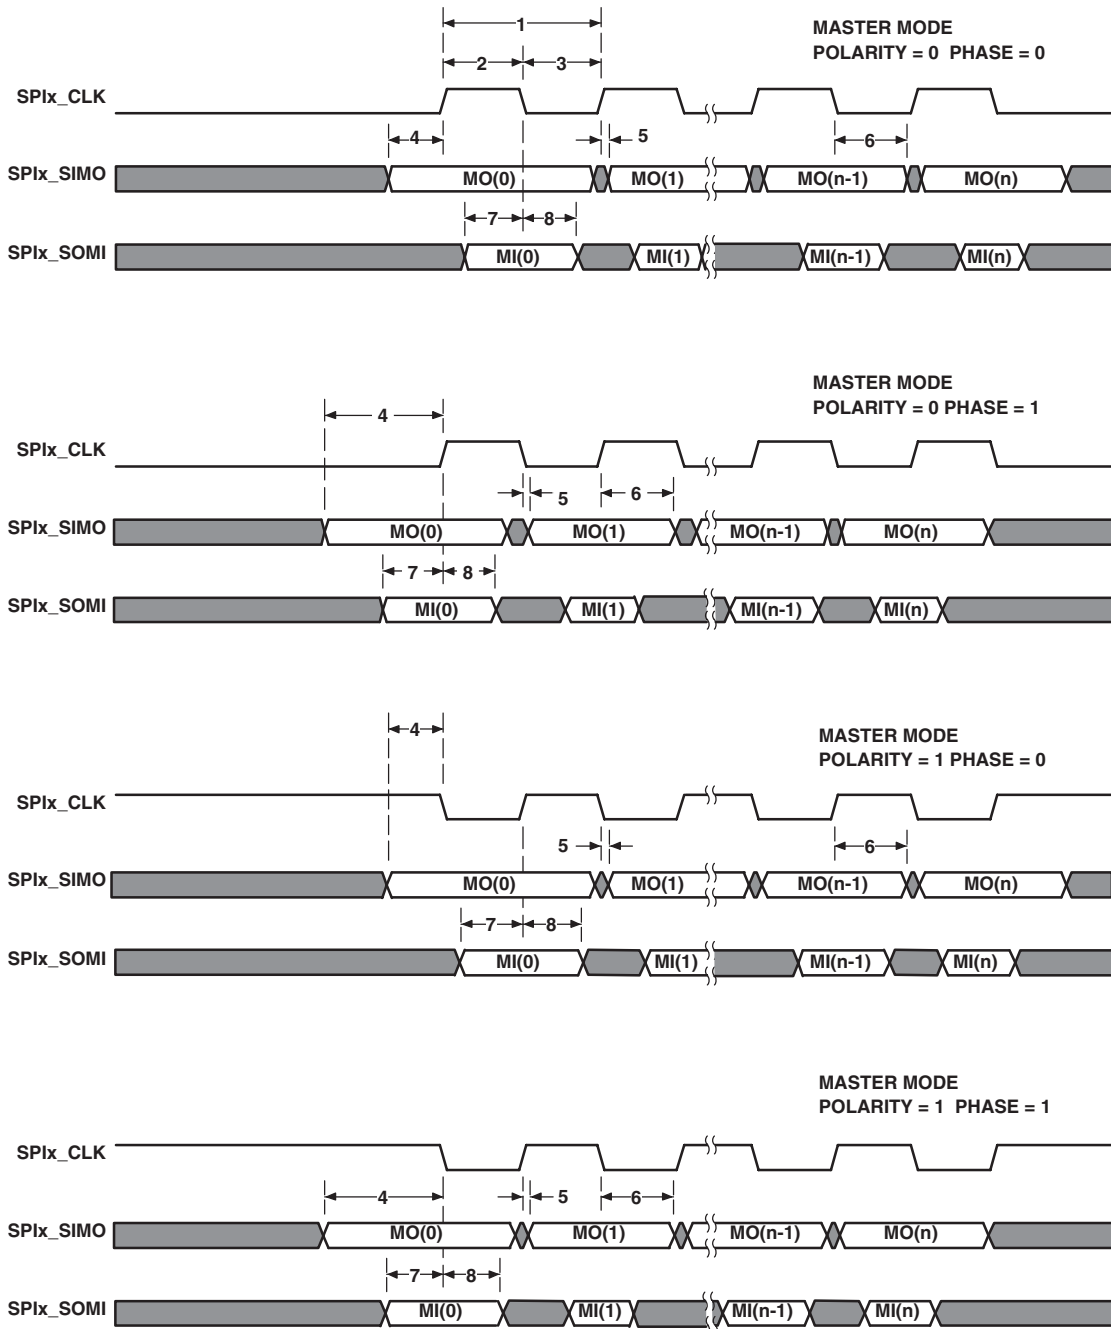 1
MASTER MODE
POLARITY = 0 PHASE = 0
2 3
SPIx_CLK
4 5 6
SPIx_SIMO MO(0) MO(1) MO(n-1) MO(n)
7 8
SPIx_SOMI MI(0) MI(1) MI(n-1) MI(n)
MASTER MODE
POLARITY = 0 PHASE = 1
4
SPIx_CLK
5 6
SPIx_SIMO MO(0) MO(1) MO(n-1) MO(n)
7 8
SPIx_SOMI MI(0) MI(1) MI(n-1) MI(n)
4
MASTER MODE
POLARITY = 1 PHASE = 0
SPIx_CLK
5 6
SPIx_SIMO MO(0) MO(1) MO(n-1) MO(n)
7 8
SPIx_SOMI MI(0) MI(1) MI(n-1) MI(n)
MASTER MODE
POLARITY = 1 PHASE = 1
SPIx_CLK
4 5 6
SPIx_SIMO MO(0) MO(1) MO(n-1) MO(n)
7 8
SPIx_SOMI MI(0) MI(1) MI(n-1) MI(n)